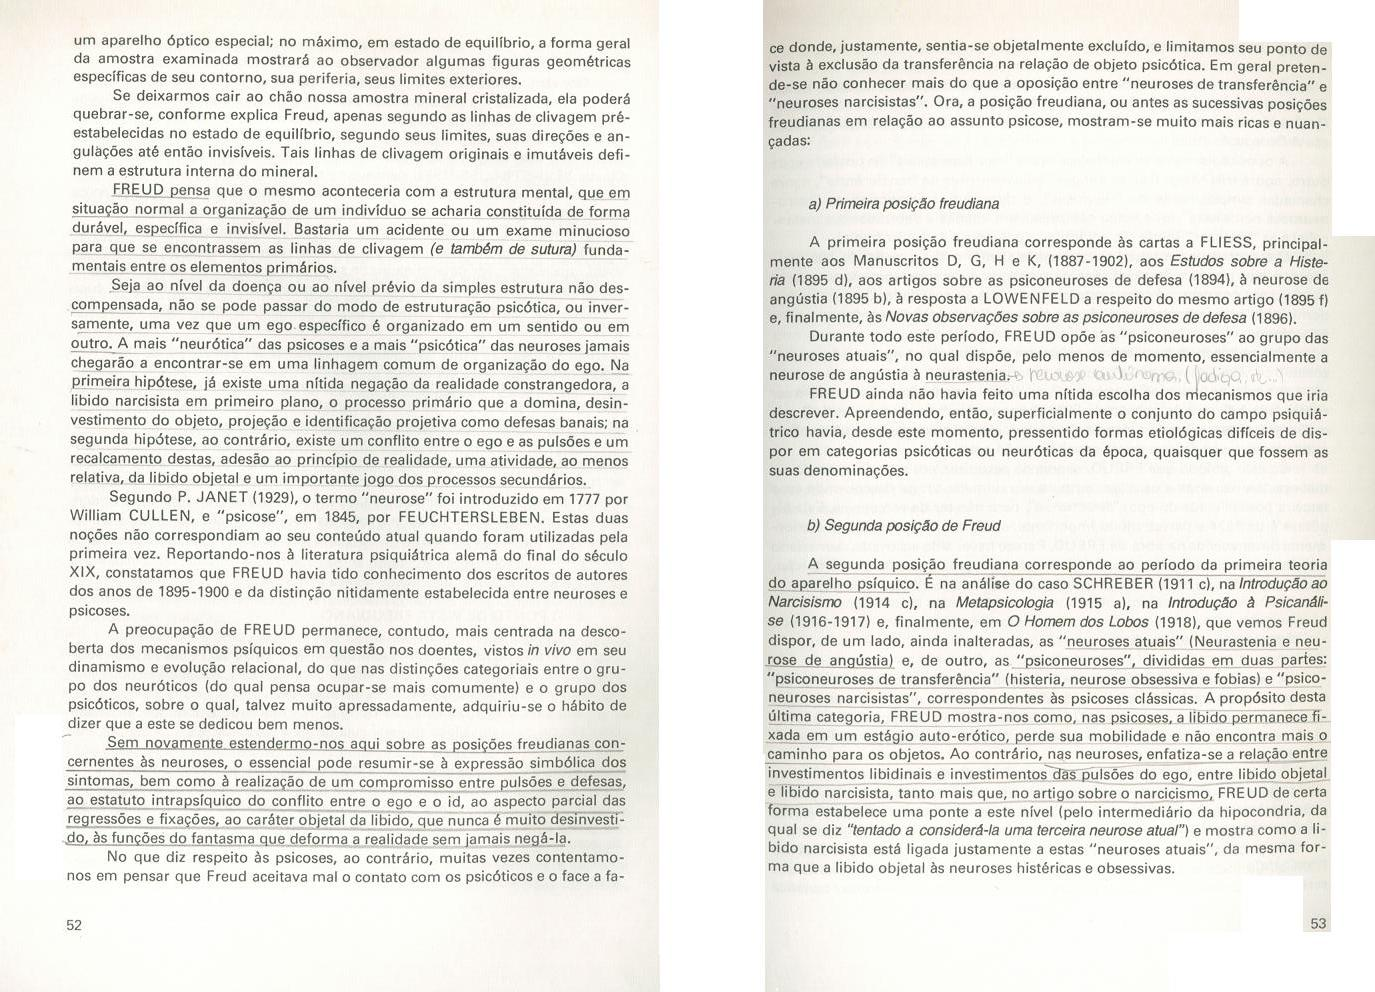 um aparelho óptico especial; no máximo, em estado de equilíbrio, a forma geral
da amostra examinada mostrará ao observador algumas figuras geométricas
específicas de seu contorno, sua periferia, seus limites exteriores.
Se deixarmos cair ao chão nossa amostra mineral cristalizada, ela poderá
quebrar-se, conforme explica Freud, apenas segundo as linhas de clivagem pré-
estabelecidas no estado de equilíbrio, segundo seus limites, suas direções e an-
gulações até então invisíveis. Tais linhas de clivagem originais e imutáveis defi-
nem a estrutura interna do mineral.
FREUD pensa que o mesmo aconteceria com a estrutura mental, que em
situação normal a organização de um indivíduo se acharia constituída de forma
durável, específica e invisível. Bastaria um acidente ou um exame minucioso
para que se encontrassem as linhas de clivagem (e também de sutura) funda-
mentais entre os elementos primários.
Seja ao nível da doença ou ao nível prévio da simples estrutura não des-
compensada, não se pode passar do modo de estruturação psicótica, ou inver-
samente, uma vez que um ego específico é organizado em um sentido ou em
outro. A mais "neurótica" das psicoses e a mais "psicótica" das neuroses jamais
chegarão a encontrar-se em uma linhagem comum de organização do ego. Na
primeira hipótese, já existe uma nítida negação da realidade constrangedora, a
libido narcisista em primeiro plano, o processo primário que a domina, desin-
vestimento do objeto, projeção e identificação projetiva como defesas banais; na
segunda hipótese, ao contrário, existe um conflito entre o ego e as pulsões e um
recalcamento destas, adesão ao princípio de realidade, uma atividade, ao menos
relativa, da libido objetal e um importante jogo dos processos secundários.
Segundo P. JANET (1929), o termo "neurose" foi introduzido em 1777 por
William CULLEN, e "psicose", em 1845, por FEUCHTERSLEBEN. Estas duas
noções não correspondiam ao seu conteúdo atual quando foram utilizadas pela
primeira vez. Reportando-nos à literatura psiquiátrica alemã do final do século
XIX, constatamos que FREUD havia tido conhecimento dos escritos de autores
dos anos de 1895-1900 e da distinção nitidamente estabelecida entre neuroses e
psicoses.
A preocupação de FREUD permanece, contudo, mais centrada na desco-
berta dos mecanismos psíquicos em questão nos doentes, vistos in vivo em seu
dinamismo e evolução relacional, do que nas distinções categoriais entre o gru-
po dos neuróticos (do qual pensa ocupar-se mais comumente) e o grupo dos
psicóticos, sobre o qual, talvez muito apressadamente, adquiriu-se o hábito de
dizer que a este se dedicou bem menos.
Sem novamente estendermo-nos aqui sobre as posições freudianas con-
cernentes às neuroses, o essencial pode resumir-se à expressão simbólica dos
sintomas, bem como à realização de um compromisso entre pulsões e defesas,
ao estatuto intrapsíquico do conflito entre o ego e o id, ao aspecto parcial das
regressões e fixações, ao caráter objetal da libido, que nunca é muito desinvesti-
do, às funções do fantasma que deforma a realidade sem jamais negá-la.
No que diz respeito às psicoses, ao contrário, muitas vezes contentamo-
nos em pensar que Freud aceitava mal o contato com os psicóticos e o face a fa-
52
ce donde, justamente, sentia-se objetalmente excluído, e limitamos seu ponto de
vista à exclusão da transferência na relação de objeto psicótica. Em geral preten-
de-se não conhecer mais do que a oposição entre "neuroses de transferência" e
"neuroses narcisistas". Ora, a posição freudiana, ou antes as sucessivas posições
freudianas em relação ao assunto psicose, mostram-se muito mais ricas e nuan-
çadas:
a) Primeira posição freudiana
A primeira posição freudiana corresponde às cartas a FLIESS, principal-
mente aos Manuscritos D, G, H e K, (1887-1902), aos Estudos sobre a Histe-
ria (1895 d), aos artigos sobre as psiconeuroses de defesa (1894), à neurose de
angústia (1895 b), à resposta a LOWENFELD a respeito do mesmo artigo (1895 f)
e, finalmente, às Novas observações sobre as psiconeuroses de defesa (1896).
Durante todo este período, FREUD opõe às "psiconeuroses" ao grupo das
"neuroses atuais", no qual dispõe, pelo menos de momento, essencialmente a
neurose de angústia à neurastenia. neurose autônoma, (fadiga, etc...)
FREUD ainda não havia feito uma nítida escolha dos mecanismos que iria
descrever. Apreendendo, então, superficialmente o conjunto do campo psiquiá-
trico havia, desde este momento, pressentido formas etiológicas difíceis de dis-
por em categorias psicóticas ou neuróticas da época, quaisquer que fossem as
suas denominações.
b) Segunda posição de Freud
A segunda posição freudiana corresponde ao período da primeira teoria
do aparelho psíquico. É na análise do caso SCHREBER (1911 c), na Introdução ao
Narcisismo (1914 c), na Metapsicologia (1915 a), na Introdução à Psicanáli-
se (1916-1917) e, finalmente, em O Homem dos Lobos (1918), que vemos Freud
dispor, de um lado, ainda inalteradas, as "neuroses atuais" (Neurastenia e neu-
rose de angústia) e, de outro, as "psiconeuroses", divididas em duas partes:
"psiconeuroses de transferência" (histeria, neurose obsessiva e fobias) e "psico-
neuroses narcisistas", correspondentes às psicoses clássicas. A propósito desta
última categoria, FREUD mostra-nos como, nas psicoses, a libido permanece fi-
xada em um estágio auto-erótico, perde sua mobilidade e não encontra mais o
caminho para os objetos. Ao contrário, nas neuroses, enfatiza-se a relação entre
investimentos libidinais e investimentos das pulsões do ego, entre libido objetal
e libido narcisista, tanto mais que, no artigo sobre o narcicismo, FREUD de certa
forma estabelece uma ponte a este nível (pelo intermediário da hipocondria, da
qual se diz "tentado a considerá-la uma terceira neurose atual") e mostra como a li-
bido narcisista está ligada justamente a estas "neuroses atuais", da mesma for-
ma que a libido objetal às neuroses histéricas e obsessivas.
53